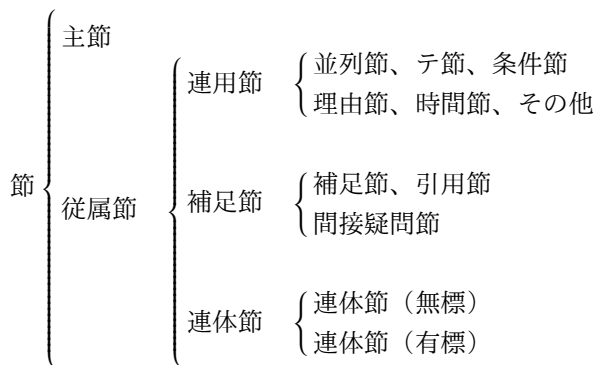 節
主節
従属節
連用節
並列節、テ節、条件節
理由節、時間節、その他
補足節
補足節、引用節
間接疑問節
連体節
連体節（無標）
連体節（有標）